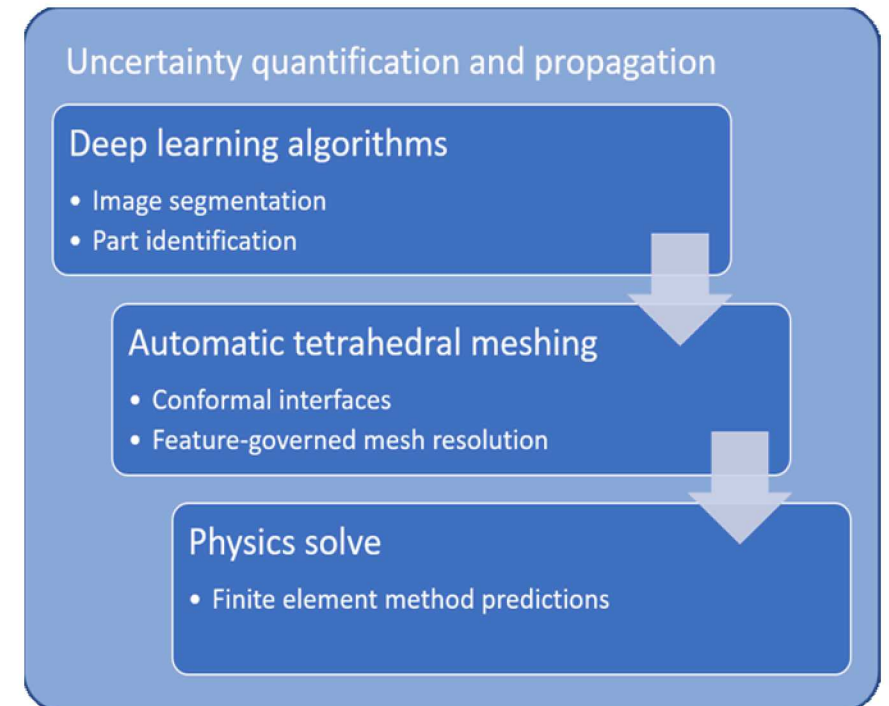 Uncertainty quantification and propagation
Deep learning algorithms
• Image segmentation
• Part identification
Automatic tetrahedral meshing
• Conformal interfaces
• Feature-governed mesh resolution
Physics solve
• Finite element method predictions